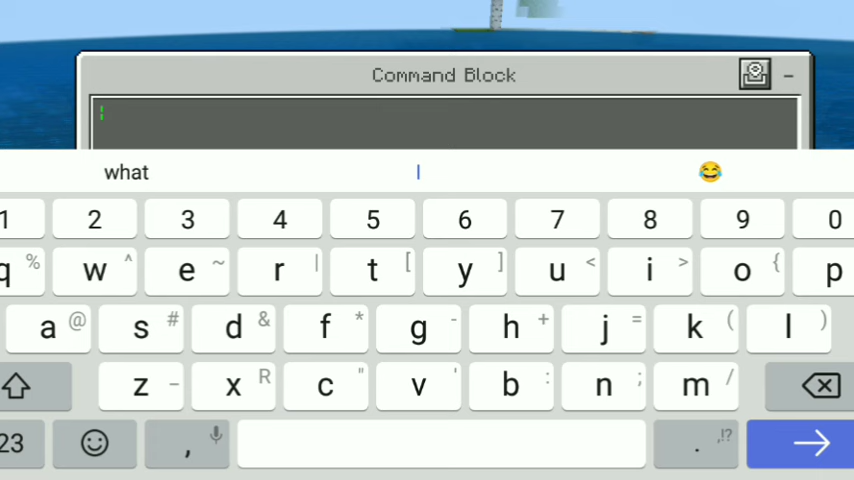 Command Block
what I 😂
1 2 3 4 5 6 7 8 9 0
q % w ^ e ~ r | t [ y ] u < i > o { p
a @ s # d & f * g - h + j = k ( l )
z _ x R c " v ' b : n ; m /
23 , . ,!?